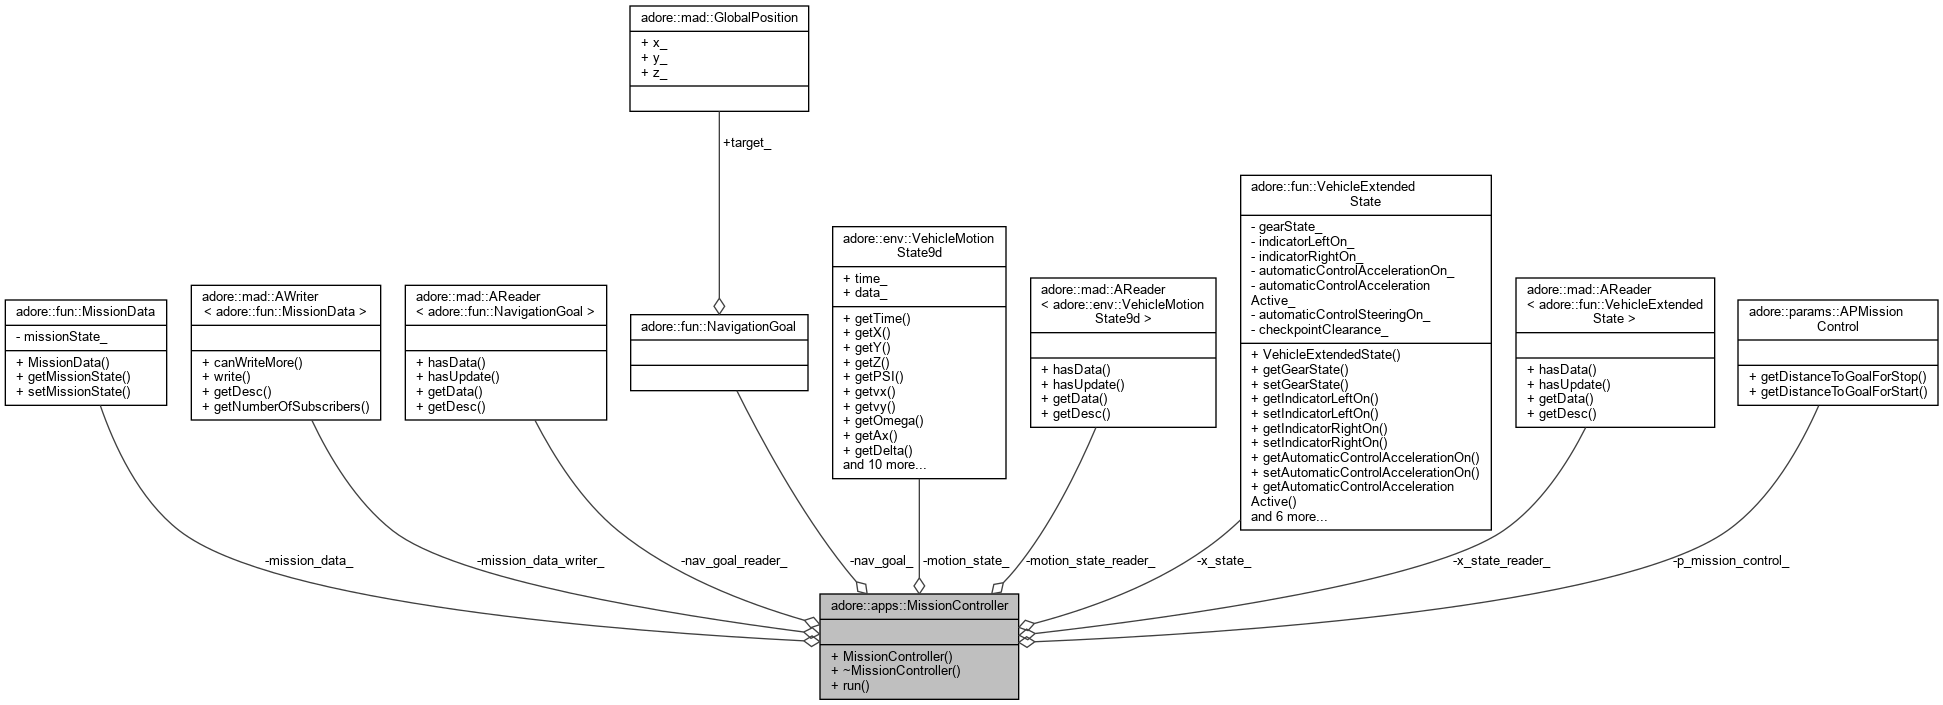 adore::mad::GlobalPosition
+ x_
+ y_
+ z_
+target_
adore::fun::MissionData
- missionState_
+ MissionData()
+ getMissionState()
+ setMissionState()
adore::mad::AWriter
< adore::fun::MissionData >
+ canWriteMore()
+ write()
+ getDesc()
+ getNumberOfSubscribers()
adore::mad::AReader
< adore::fun::NavigationGoal >
+ hasData()
+ hasUpdate()
+ getData()
+ getDesc()
adore::fun::NavigationGoal
adore::env::VehicleMotion
State9d
+ time_
+ data_
+ getTime()
+ getX()
+ getY()
+ getZ()
+ getPSI()
+ getvx()
+ getvy()
+ getOmega()
+ getAx()
+ getDelta()
and 10 more...
adore::mad::AReader
< adore::env::VehicleMotion
State9d >
+ hasData()
+ hasUpdate()
+ getData()
+ getDesc()
adore::fun::VehicleExtended
State
- gearState_
- indicatorLeftOn_
- indicatorRightOn_
- automaticControlAccelerationOn_
- automaticControlAcceleration
Active_
- automaticControlSteeringOn_
- checkpointClearance_
+ VehicleExtendedState()
+ getGearState()
+ setGearState()
+ getIndicatorLeftOn()
+ setIndicatorLeftOn()
+ getIndicatorRightOn()
+ setIndicatorRightOn()
+ getAutomaticControlAccelerationOn()
+ setAutomaticControlAccelerationOn()
+ getAutomaticControlAcceleration
Active()
and 6 more...
adore::mad::AReader
< adore::fun::VehicleExtended
State >
+ hasData()
+ hasUpdate()
+ getData()
+ getDesc()
adore::params::APMission
Control
+ getDistanceToGoalForStop()
+ getDistanceToGoalForStart()
-mission_data_
-mission_data_writer_
-nav_goal_reader_
-nav_goal_
-motion_state_
-motion_state_reader_
-x_state_
-x_state_reader_
-p_mission_control_
adore::apps::MissionController
+ MissionController()
+ ~MissionController()
+ run()